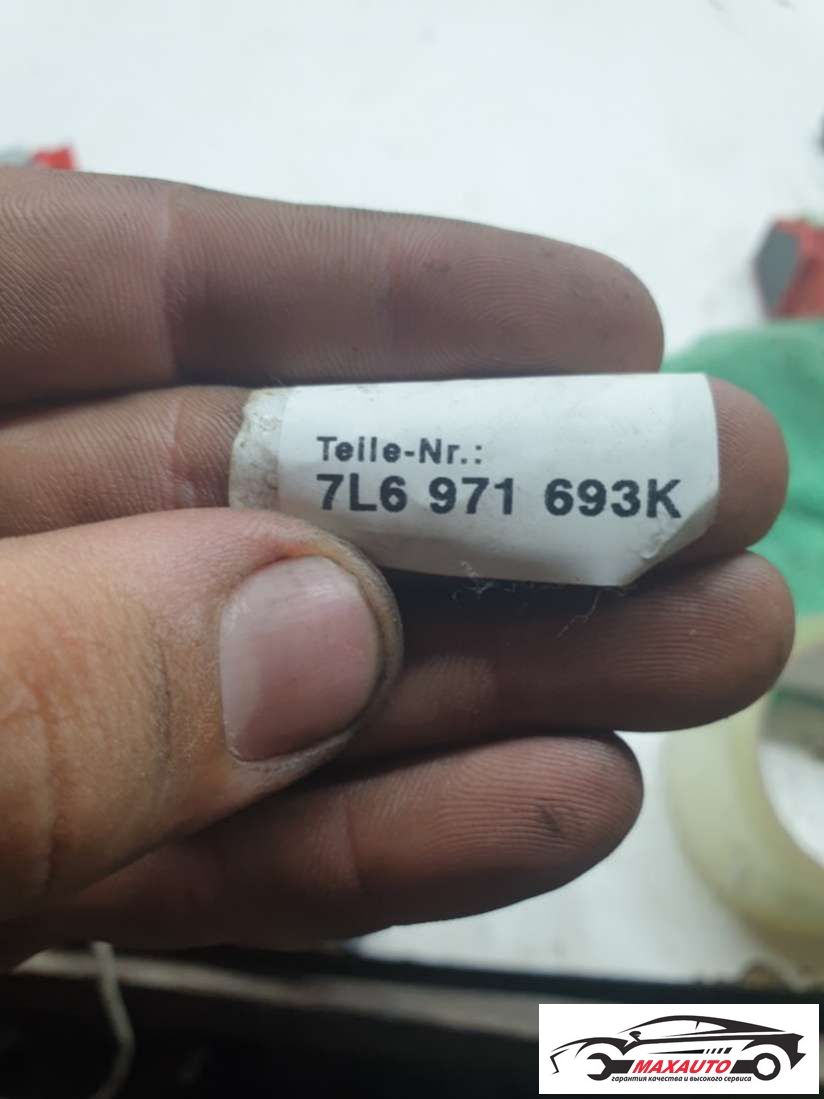 Teile-Nr.:
7L6 971 693K
MAXAUTO
гарантия качества и высокого сервиса